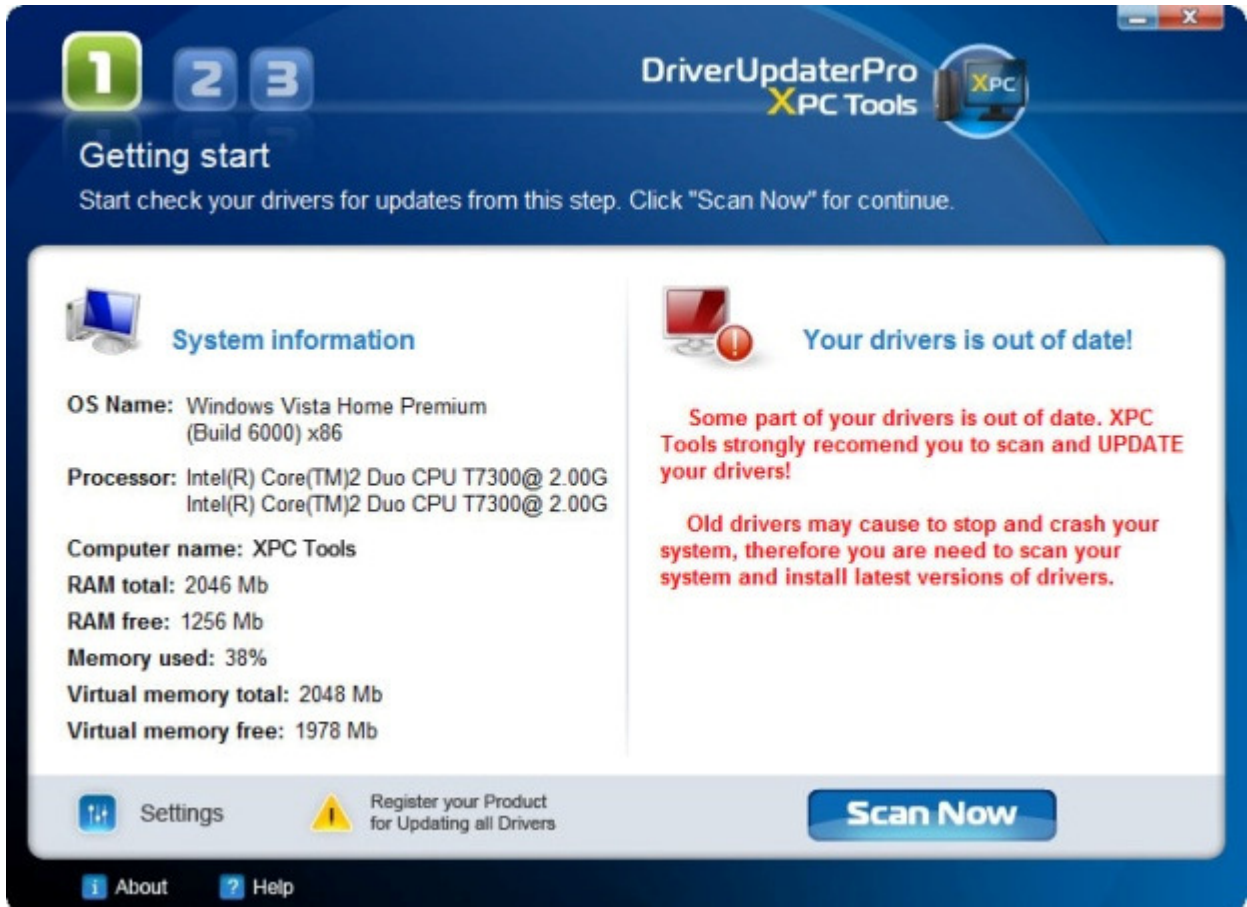 1 2 3
DriverUpdaterPro
XPC Tools
XPC
Getting start
Start check your drivers for updates from this step. Click "Scan Now" for continue.
System information
OS Name: Windows Vista Home Premium
(Build 6000) x86
Processor: Intel(R) Core(TM)2 Duo CPU T7300@ 2.00G
Intel(R) Core(TM)2 Duo CPU T7300@ 2.00G
Computer name: XPC Tools
RAM total: 2046 Mb
RAM free: 1256 Mb
Memory used: 38%
Virtual memory total: 2048 Mb
Virtual memory free: 1978 Mb
Your drivers is out of date!
Some part of your drivers is out of date. XPC
Tools strongly recomend you to scan and UPDATE
your drivers!
Old drivers may cause to stop and crash your
system, therefore you are need to scan your
system and install latest versions of drivers.
Settings
Register your Product
for Updating all Drivers
Scan Now
About
Help